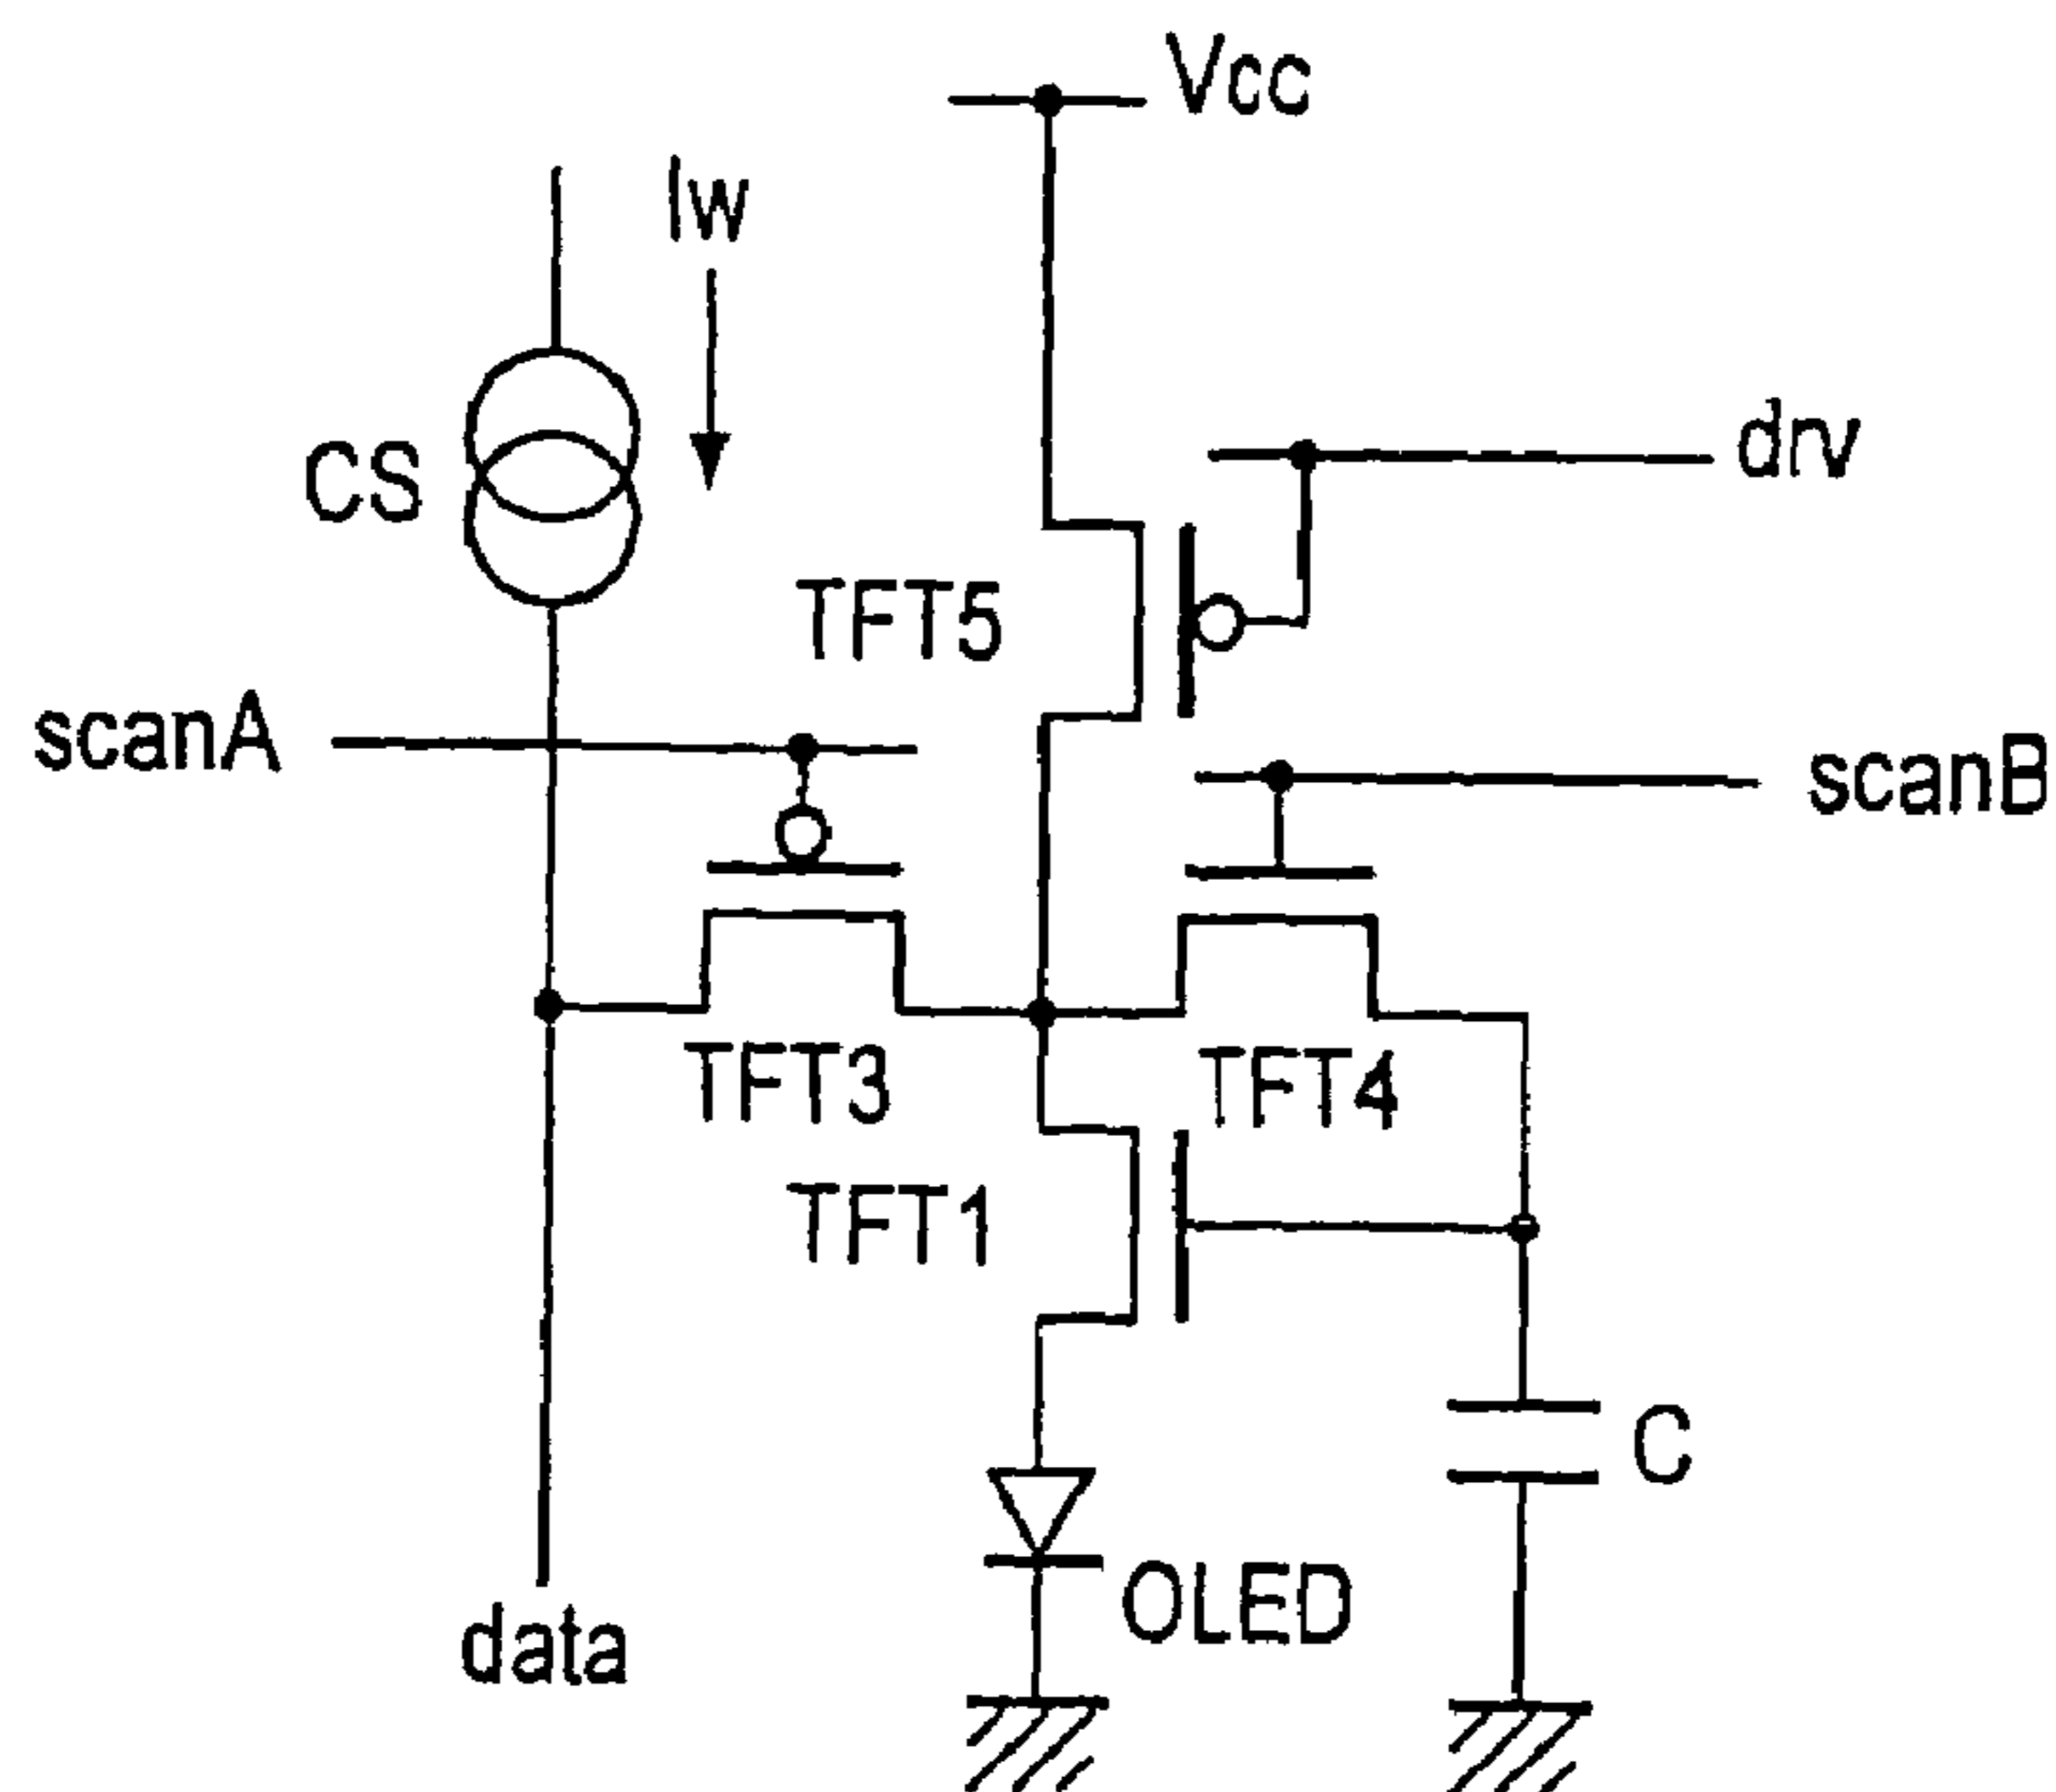 Vcc
Iw
drv
CS
TFT5
scanA
scanB
TFT3
TFT4
TFT1
C
OLED
data